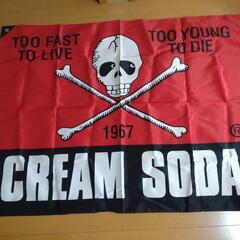 TOO FAST
TO LIVE
TOO YOUNG
TO DIE
®
1967
CREAM SODA